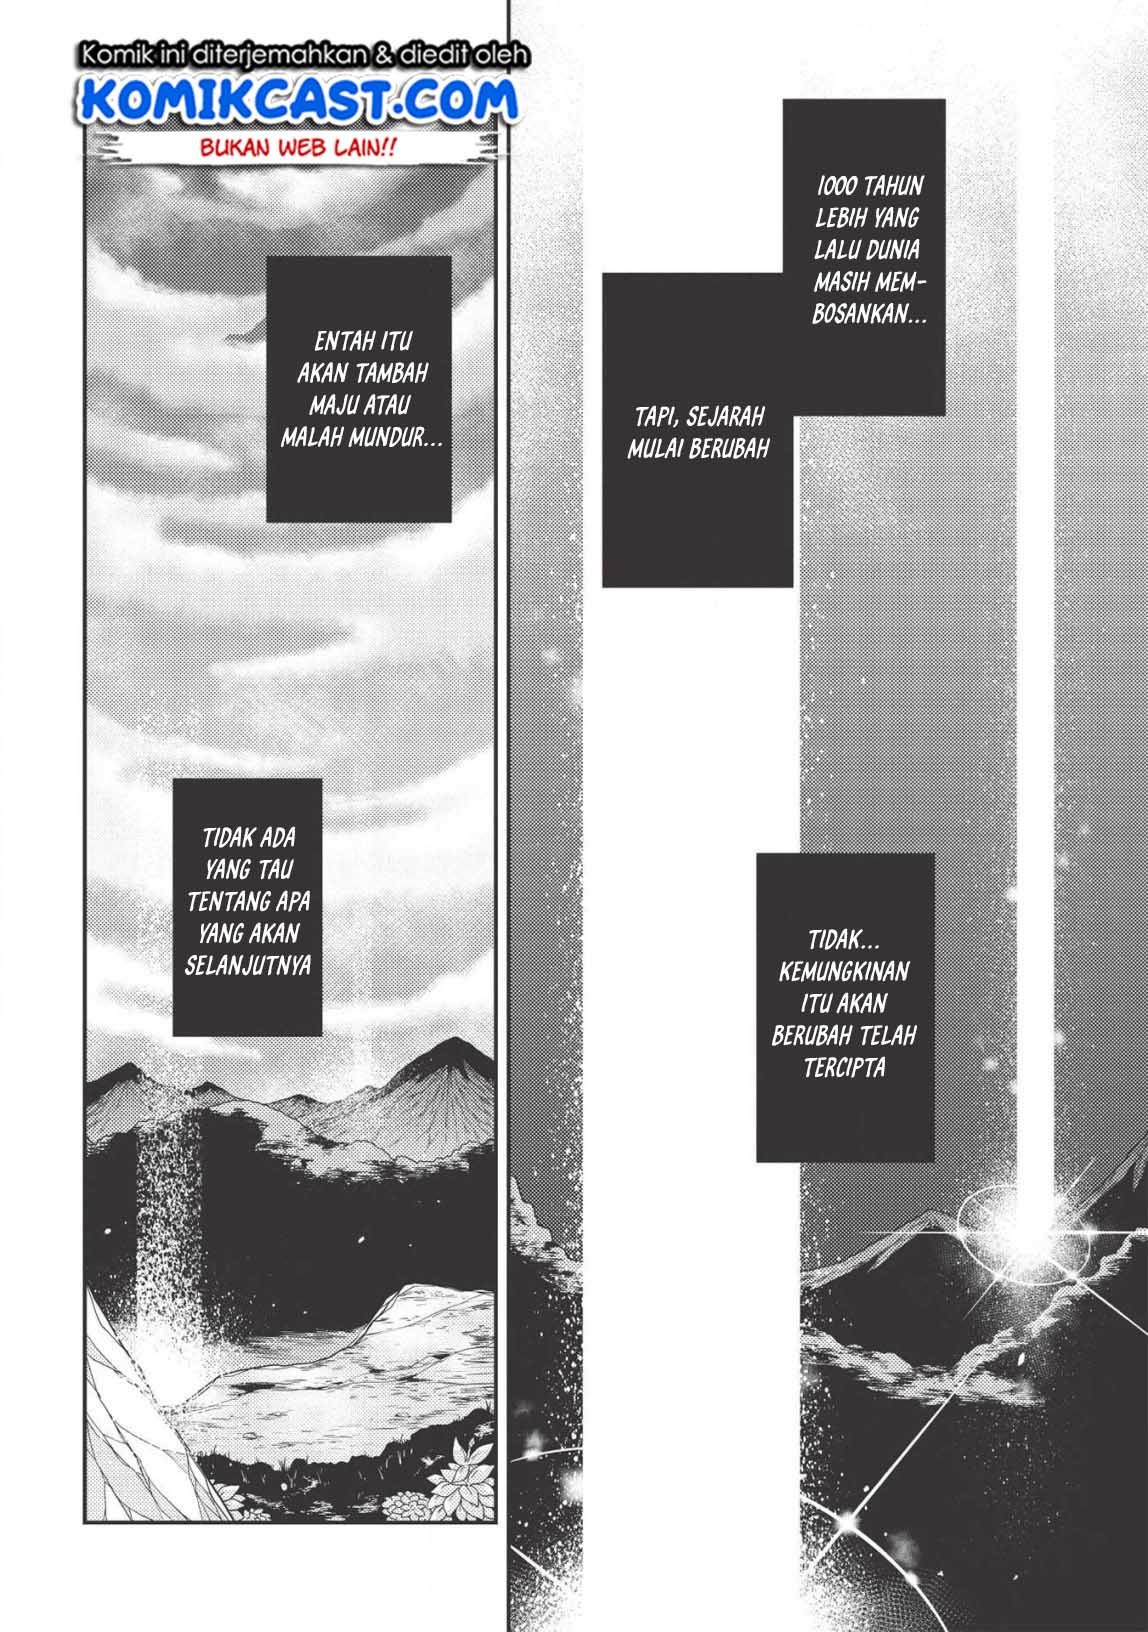 Komik ini diterjemahkan & diedit oleh
KOMIKCAST.COM
BUKAN WEB LAIN!!
1000 TAHUN
LEBIH YANG
LALU DUNIA
MASIH MEM-
BOSANKAN...
TAPI, SEJARAH
MULAI BERUBAH
TIDAK...
KEMUNGKINAN
ITU AKAN
BERUBAH TELAH
TERCIPTA
ENTAH ITU
AKAN TAMBAH
MAJU ATAU
MALAH MUNDUR...
TIDAK ADA
YANG TAU
TENTANG APA
YANG AKAN
SELANJUTNYA